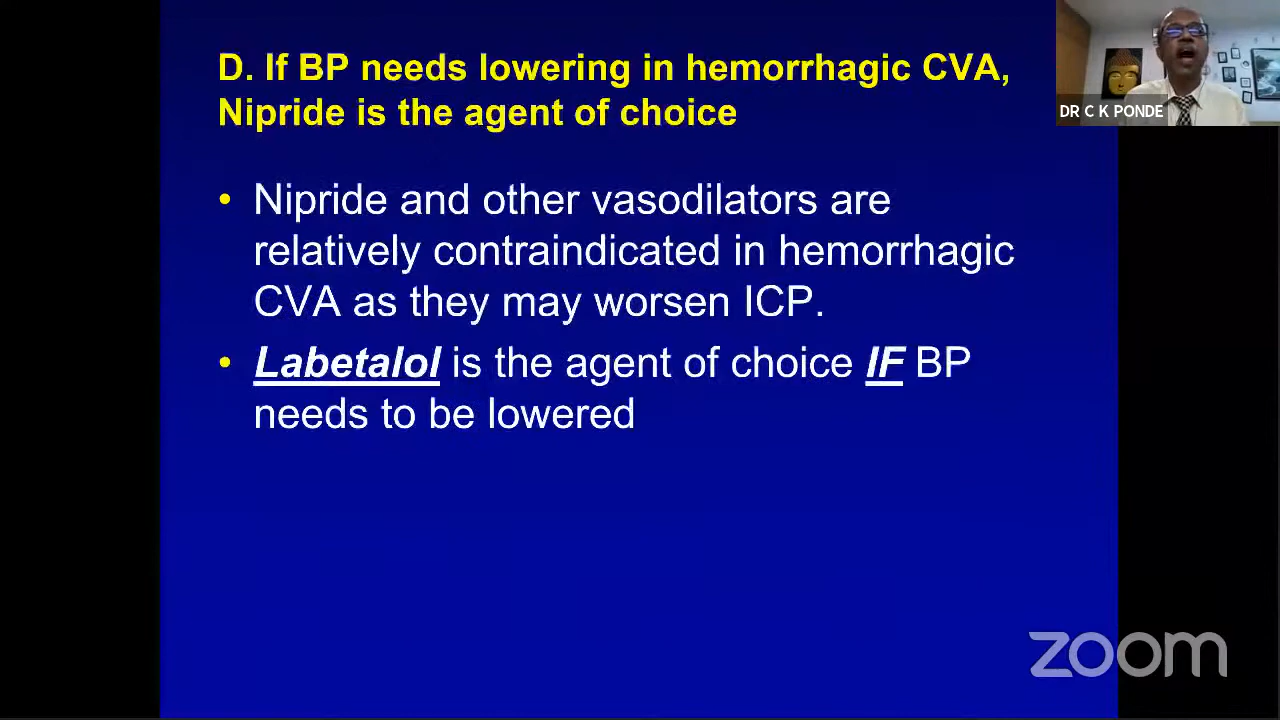 D. If BP needs lowering in hemorrhagic CVA,
Nipride is the agent of choice
• Nipride and other vasodilators are
relatively contraindicated in hemorrhagic
CVA as they may worsen ICP.
• Labetalol is the agent of choice IF BP
needs to be lowered
DR C K PONDE
zoom